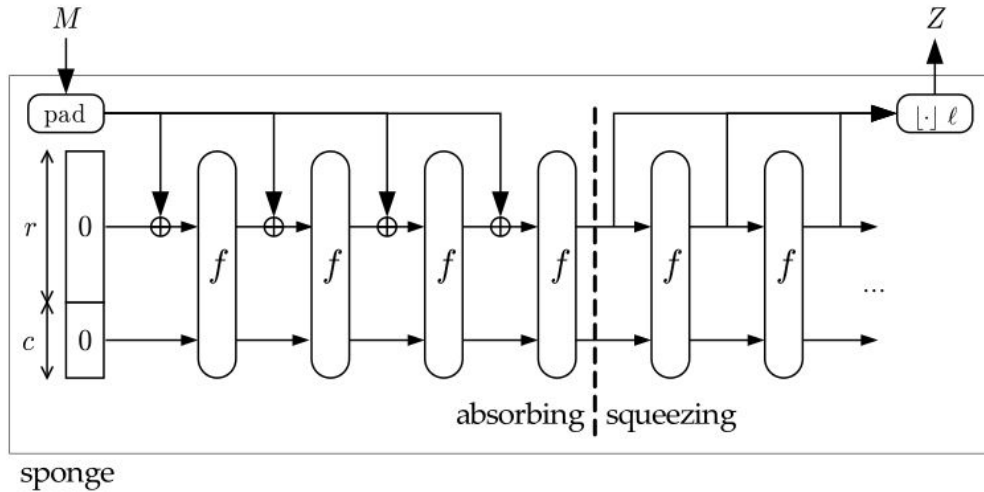 M Z
pad ⌊·⌋ ℓ
r 0 ⊕ f ⊕ f ⊕ f ⊕ f f f
c 0 ...
absorbing squeezing
sponge